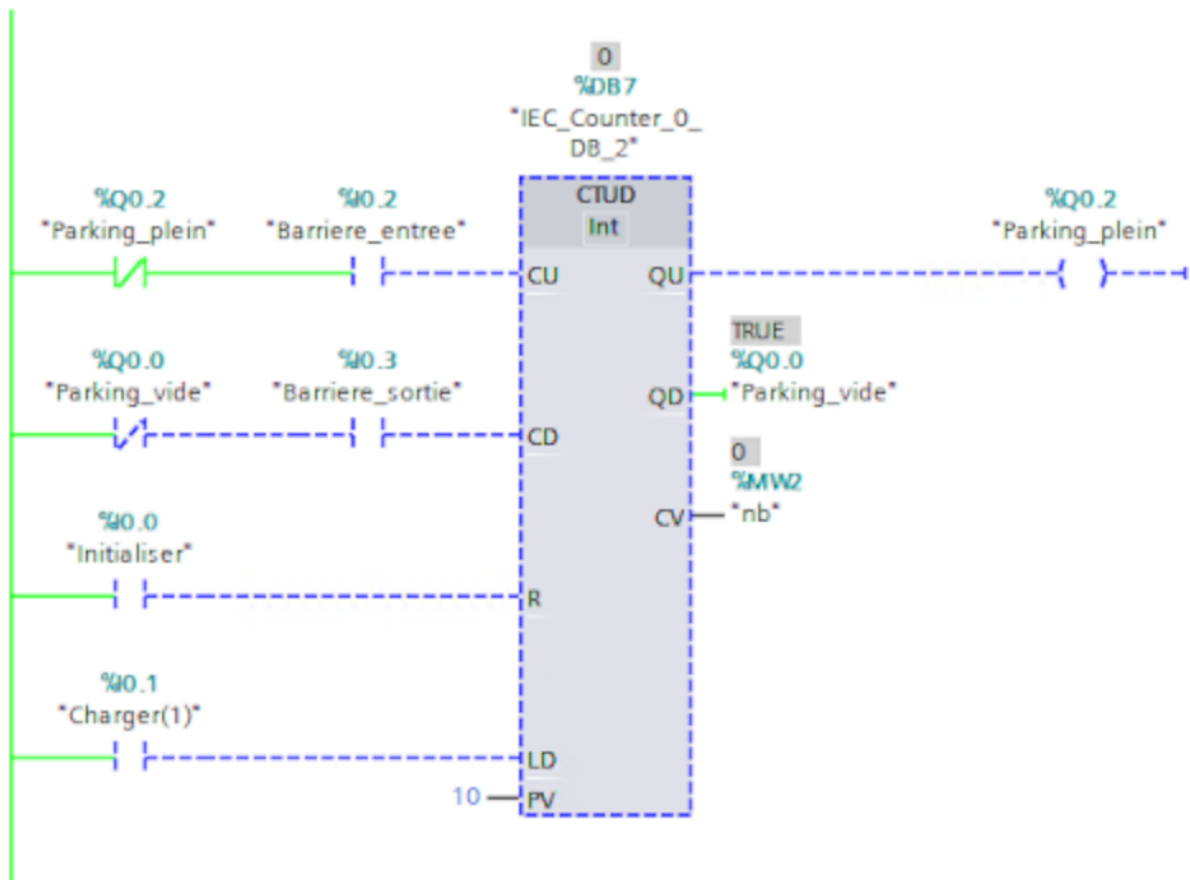 0
%DB7
"IEC_Counter_0_
DB_2"
%Q0.2
"Parking_plein"
%I0.2
"Barriere_entree"
CTUD
Int
%Q0.2
"Parking_plein"
CU
QU
TRUE
%Q0.0
"Parking_vide"
%I0.3
"Barriere_sortie"
%Q0.0
"Parking_vide"
QD
CD
0
%MW2
"nb"
CV
%I0.0
"Initialiser"
R
%I0.1
"Charger(1)"
LD
10
PV